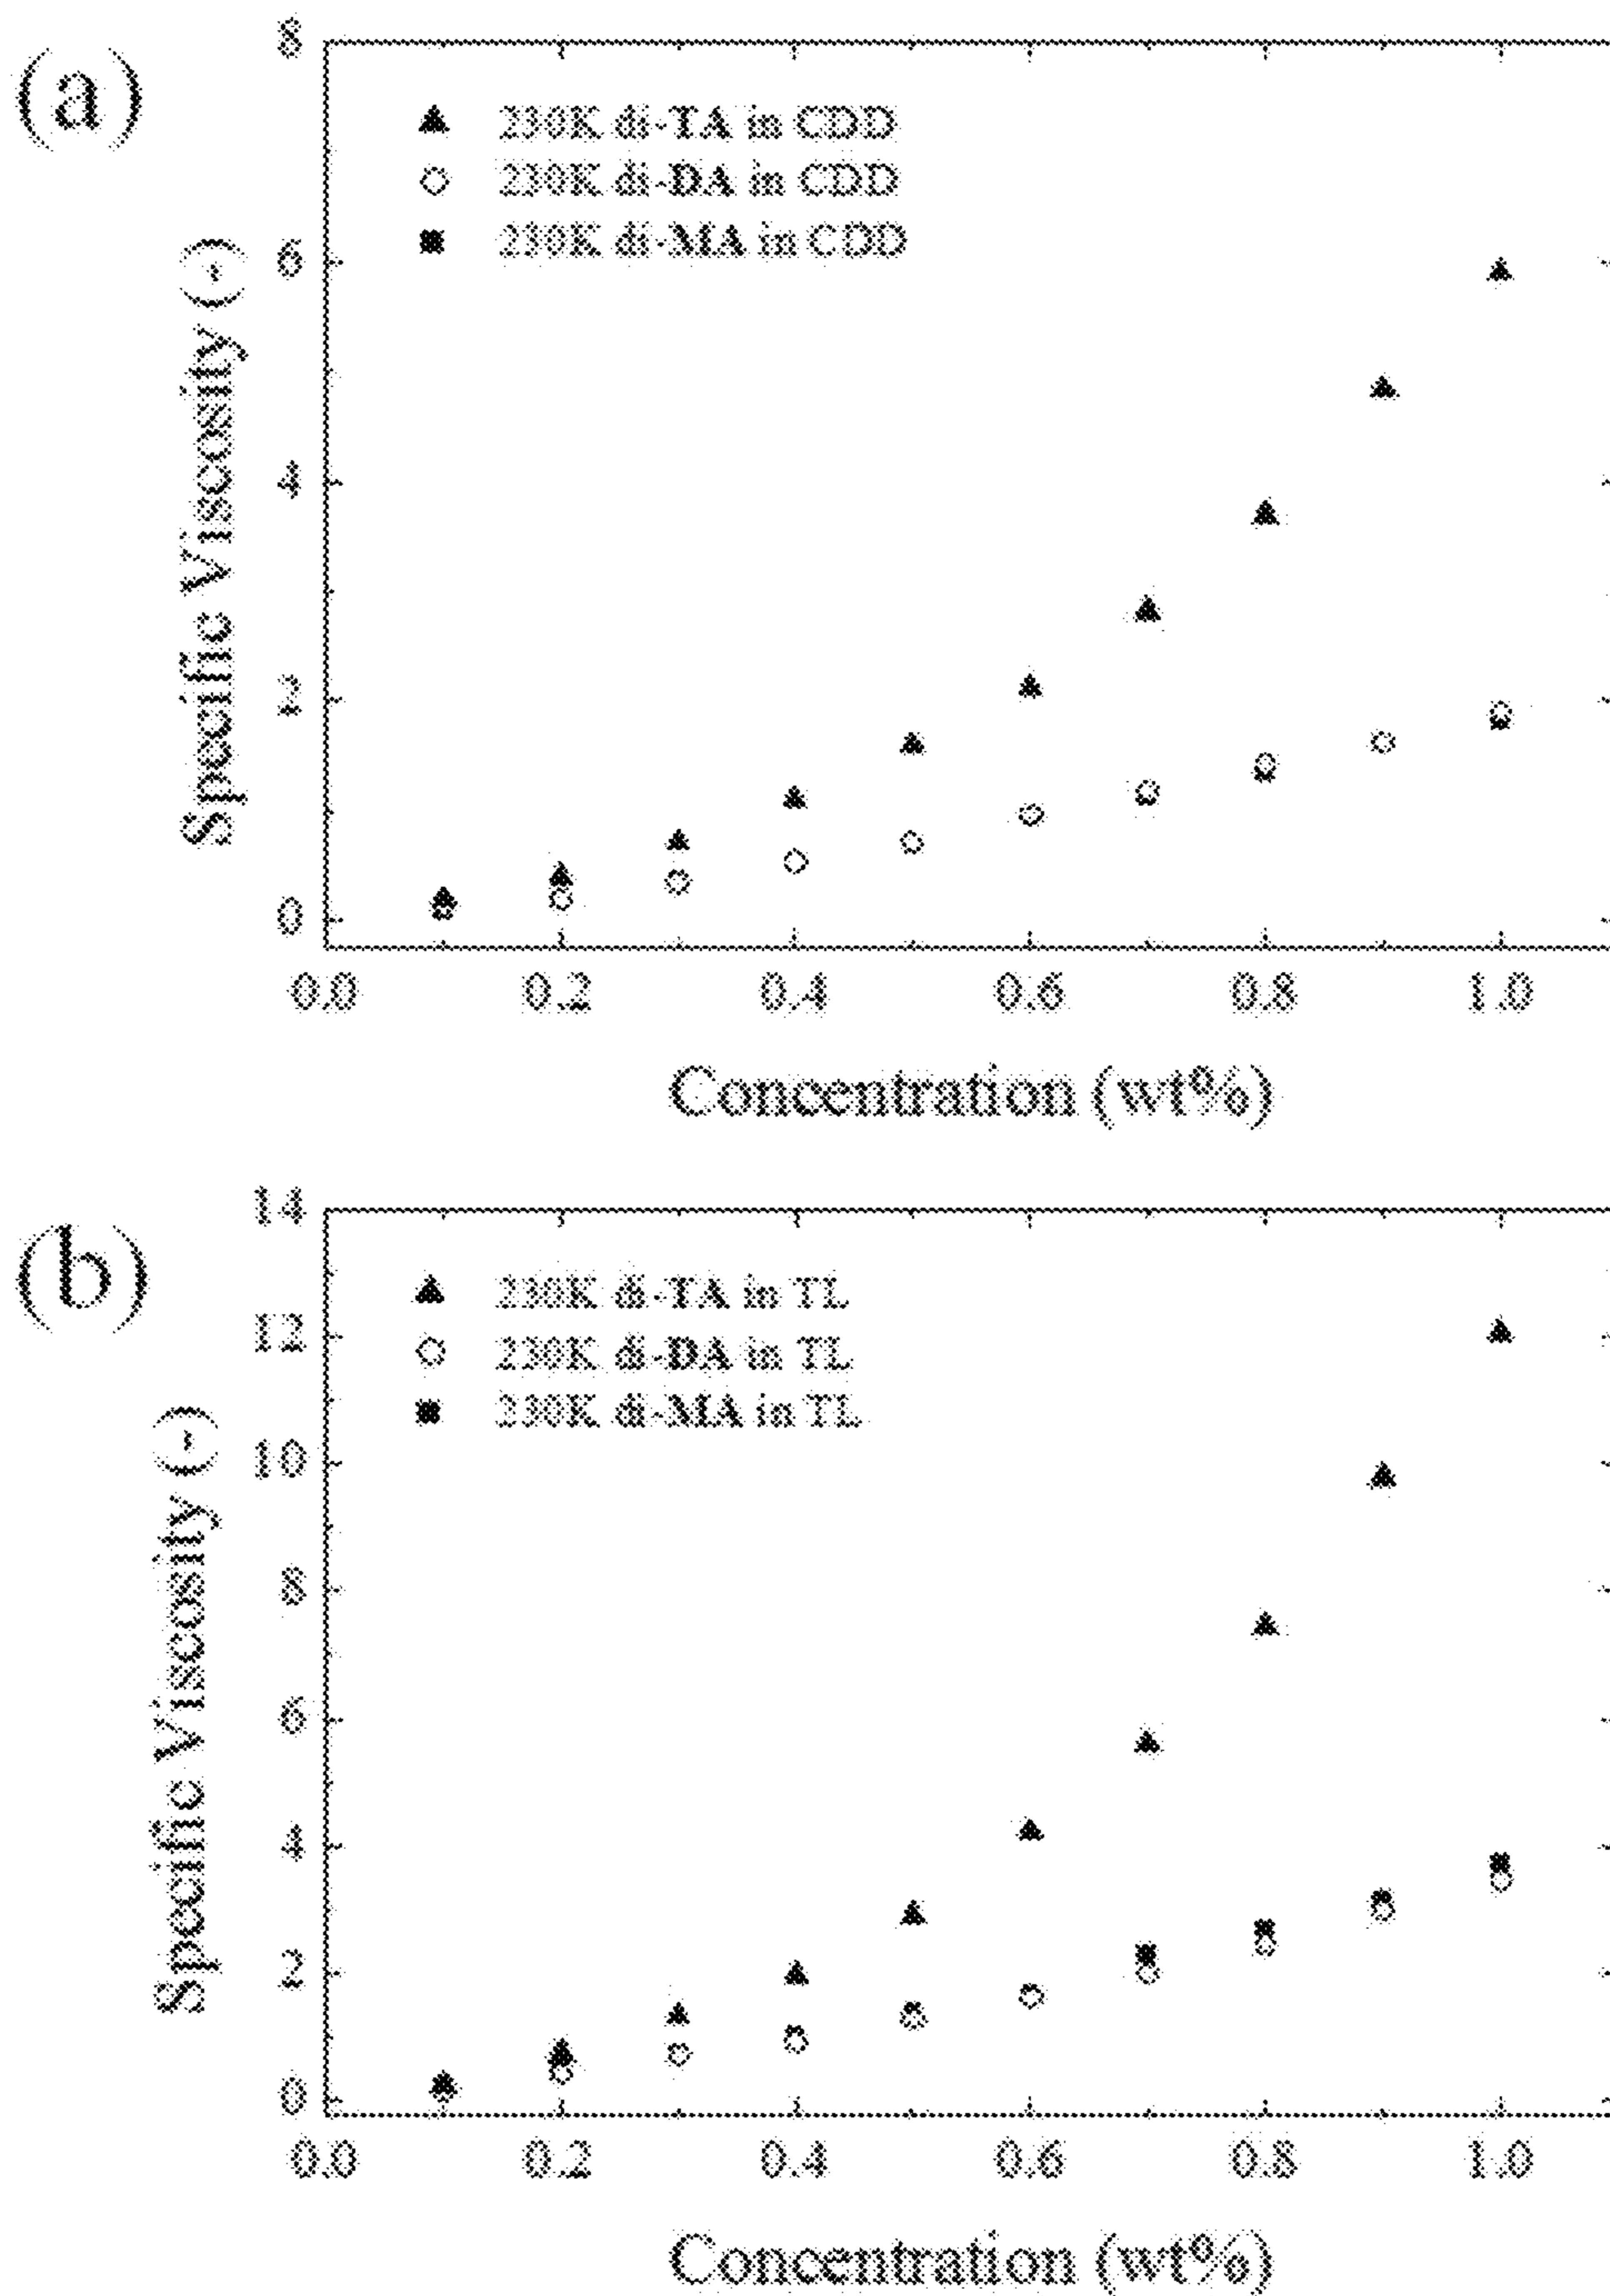 (a)
8
230K di-TA in CDD
230K di-DA in CDD
230K di-MA in CDD
6
4
2
0
Specific Viscosity (-)
0.0 0.2 0.4 0.6 0.8 1.0
Concentration (wt%)
(b)
14
230K di-TA in TL
12
230K di-DA in TL
230K di-MA in TL
10
8
6
4
2
0
Specific Viscosity (-)
0.0 0.2 0.4 0.6 0.8 1.0
Concentration (wt%)